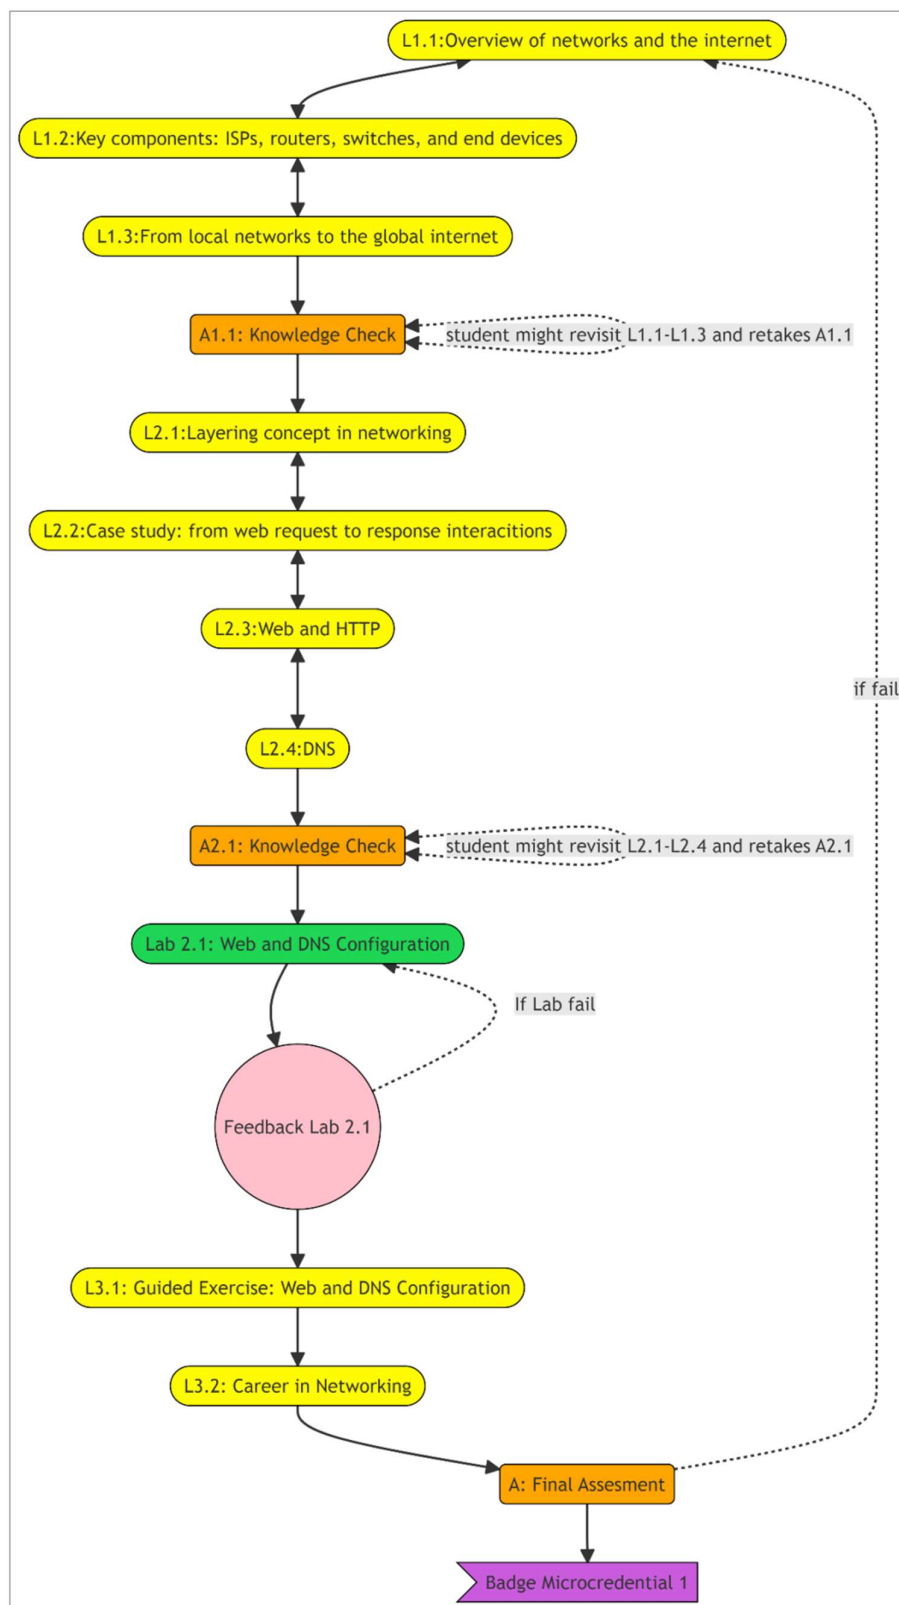 L1.1:Overview of networks and the internet
L1.2:Key components: ISPs, routers, switches, and end devices
L1.3:From local networks to the global internet
A1.1: Knowledge Check
student might revisit L1.1-L1.3 and retakes A1.1
L2.1:Layering concept in networking
L2.2:Case study: from web request to response interacitions
L2.3:Web and HTTP
if fail
L2.4:DNS
A2.1: Knowledge Check
student might revisit L2.1-L2.4 and retakes A2.1
Lab 2.1: Web and DNS Configuration
If Lab fail
Feedback Lab 2.1
L3.1: Guided Exercise: Web and DNS Configuration
L3.2: Career in Networking
A: Final Assesment
Badge Microcredential 1